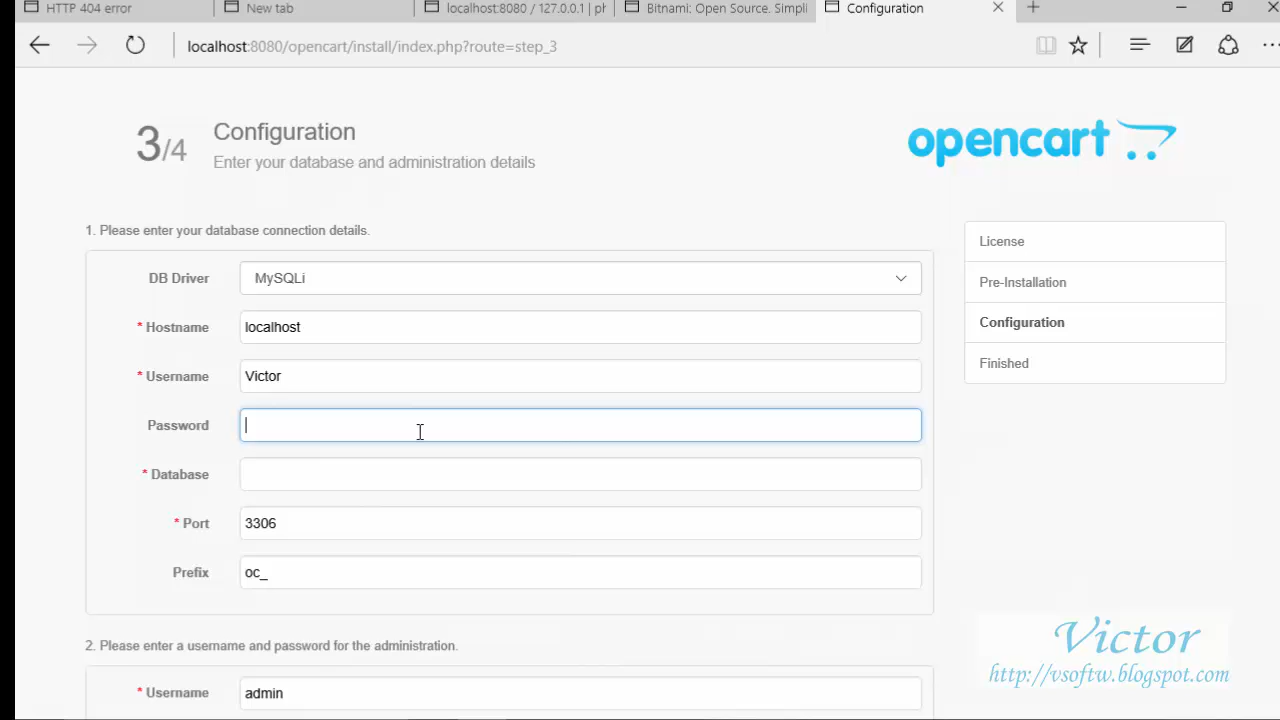 HTTP 404 error
New tab
localhost:8080 / 127.0.0.1 | ph
Bitnami: Open Source. Simpli
Configuration
localhost:8080/opencart/install/index.php?route=step_3
3/4
Configuration
Enter your database and administration details
opencart
1. Please enter your database connection details.
DB Driver
MySQLi
* Hostname
localhost
* Username
Victor
Password
* Database
* Port
3306
Prefix
oc_
License
Pre-Installation
Configuration
Finished
2. Please enter a username and password for the administration.
* Username
admin
Victor
http://vsoftw.blogspot.com